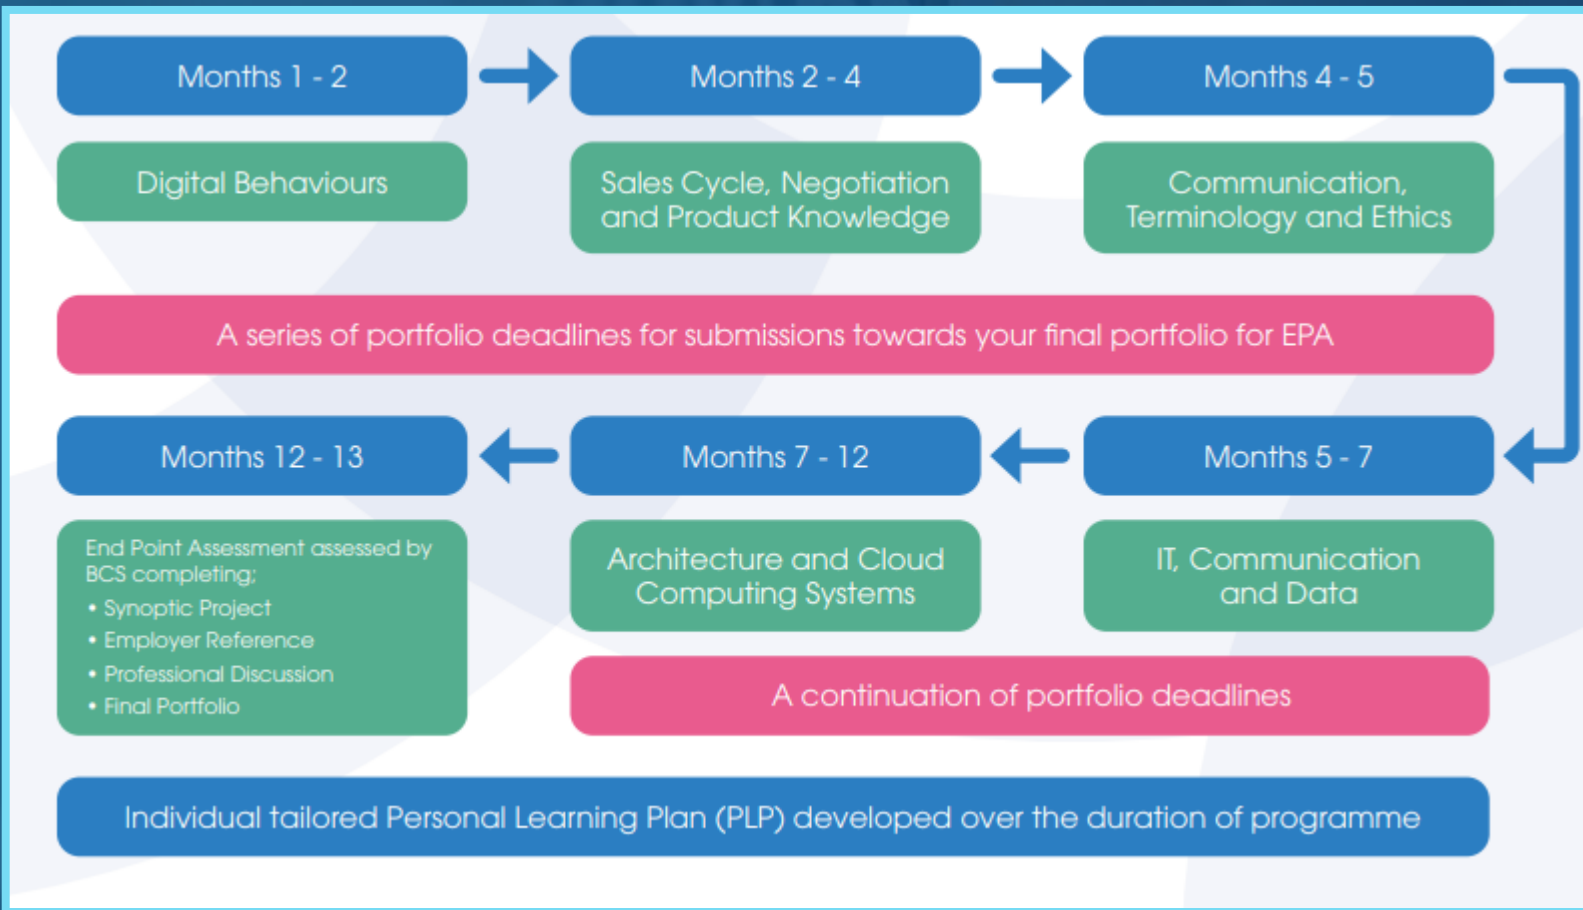 Months 1 - 2
Months 2 - 4
Months 4 - 5
Digital Behaviours
Sales Cycle, Negotiation
and Product Knowledge
Communication,
Terminology and Ethics
A series of portfolio deadlines for submissions towards your final portfolio for EPA
Months 5 - 7
IT, Communication
and Data
Months 7 - 12
Architecture and Cloud
Computing Systems
Months 12 - 13
End Point Assessment assessed by
BCS completing;
• Synoptic Project
• Employer Reference
• Professional Discussion
• Final Portfolio
A continuation of portfolio deadlines
Individual tailored Personal Learning Plan (PLP) developed over the duration of programme